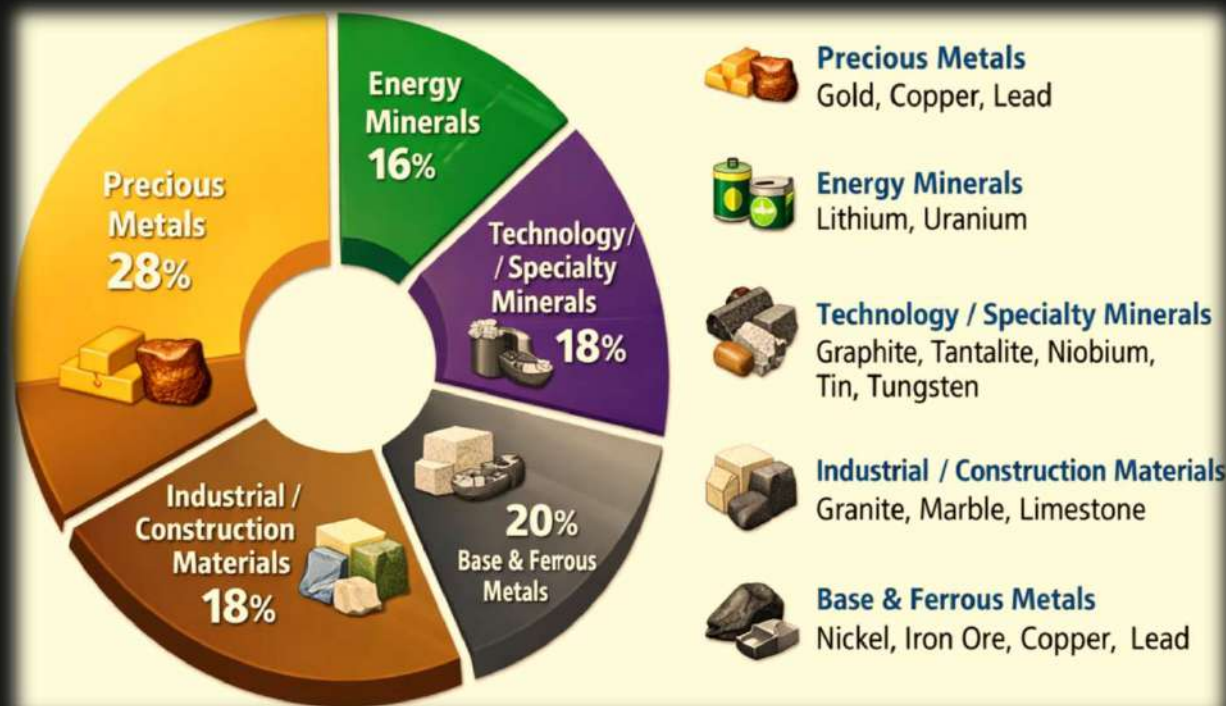 Precious
Metals
28%
Energy
Minerals
16%
Technology/
/ Specialty
Minerals
18%
20%
Base & Ferrous
Metals
Industrial /
Construction
Materials
18%
Precious Metals
Gold, Copper, Lead
Energy Minerals
Lithium, Uranium
Technology / Specialty Minerals
Graphite, Tantalite, Niobium,
Tin, Tungsten
Industrial / Construction Materials
Granite, Marble, Limestone
Base & Ferrous Metals
Nickel, Iron Ore, Copper, Lead